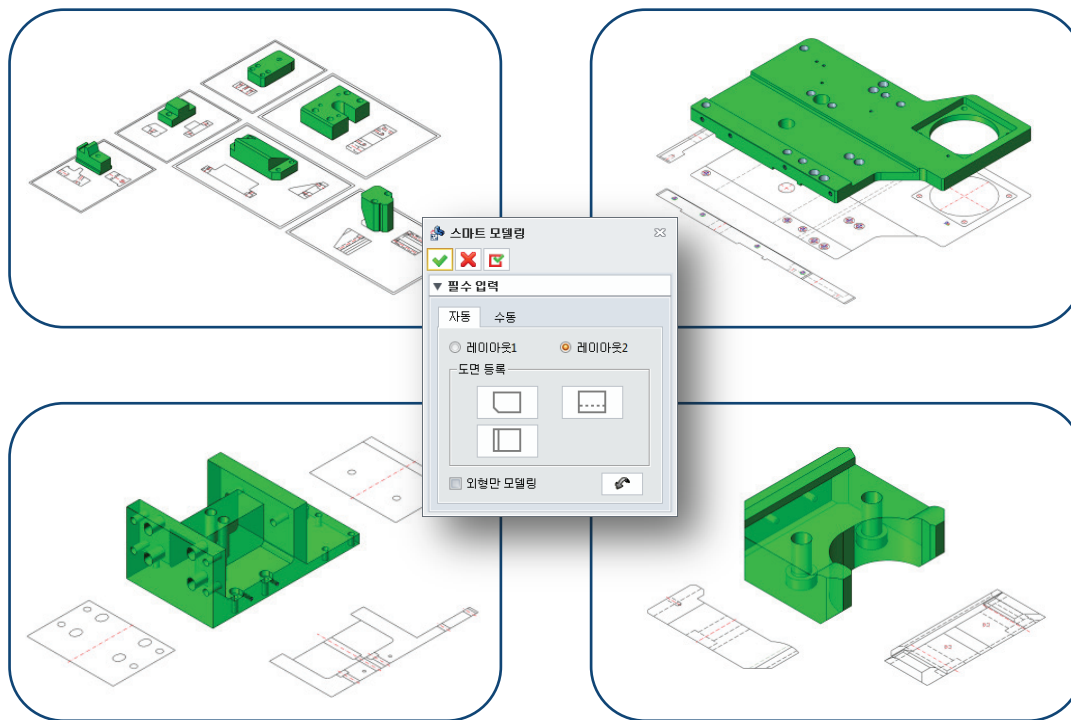 스마트 모델링
▼ 필수 입력
자동 수동
레이아웃1 레이아웃2
도면 등록
외형만 모델링